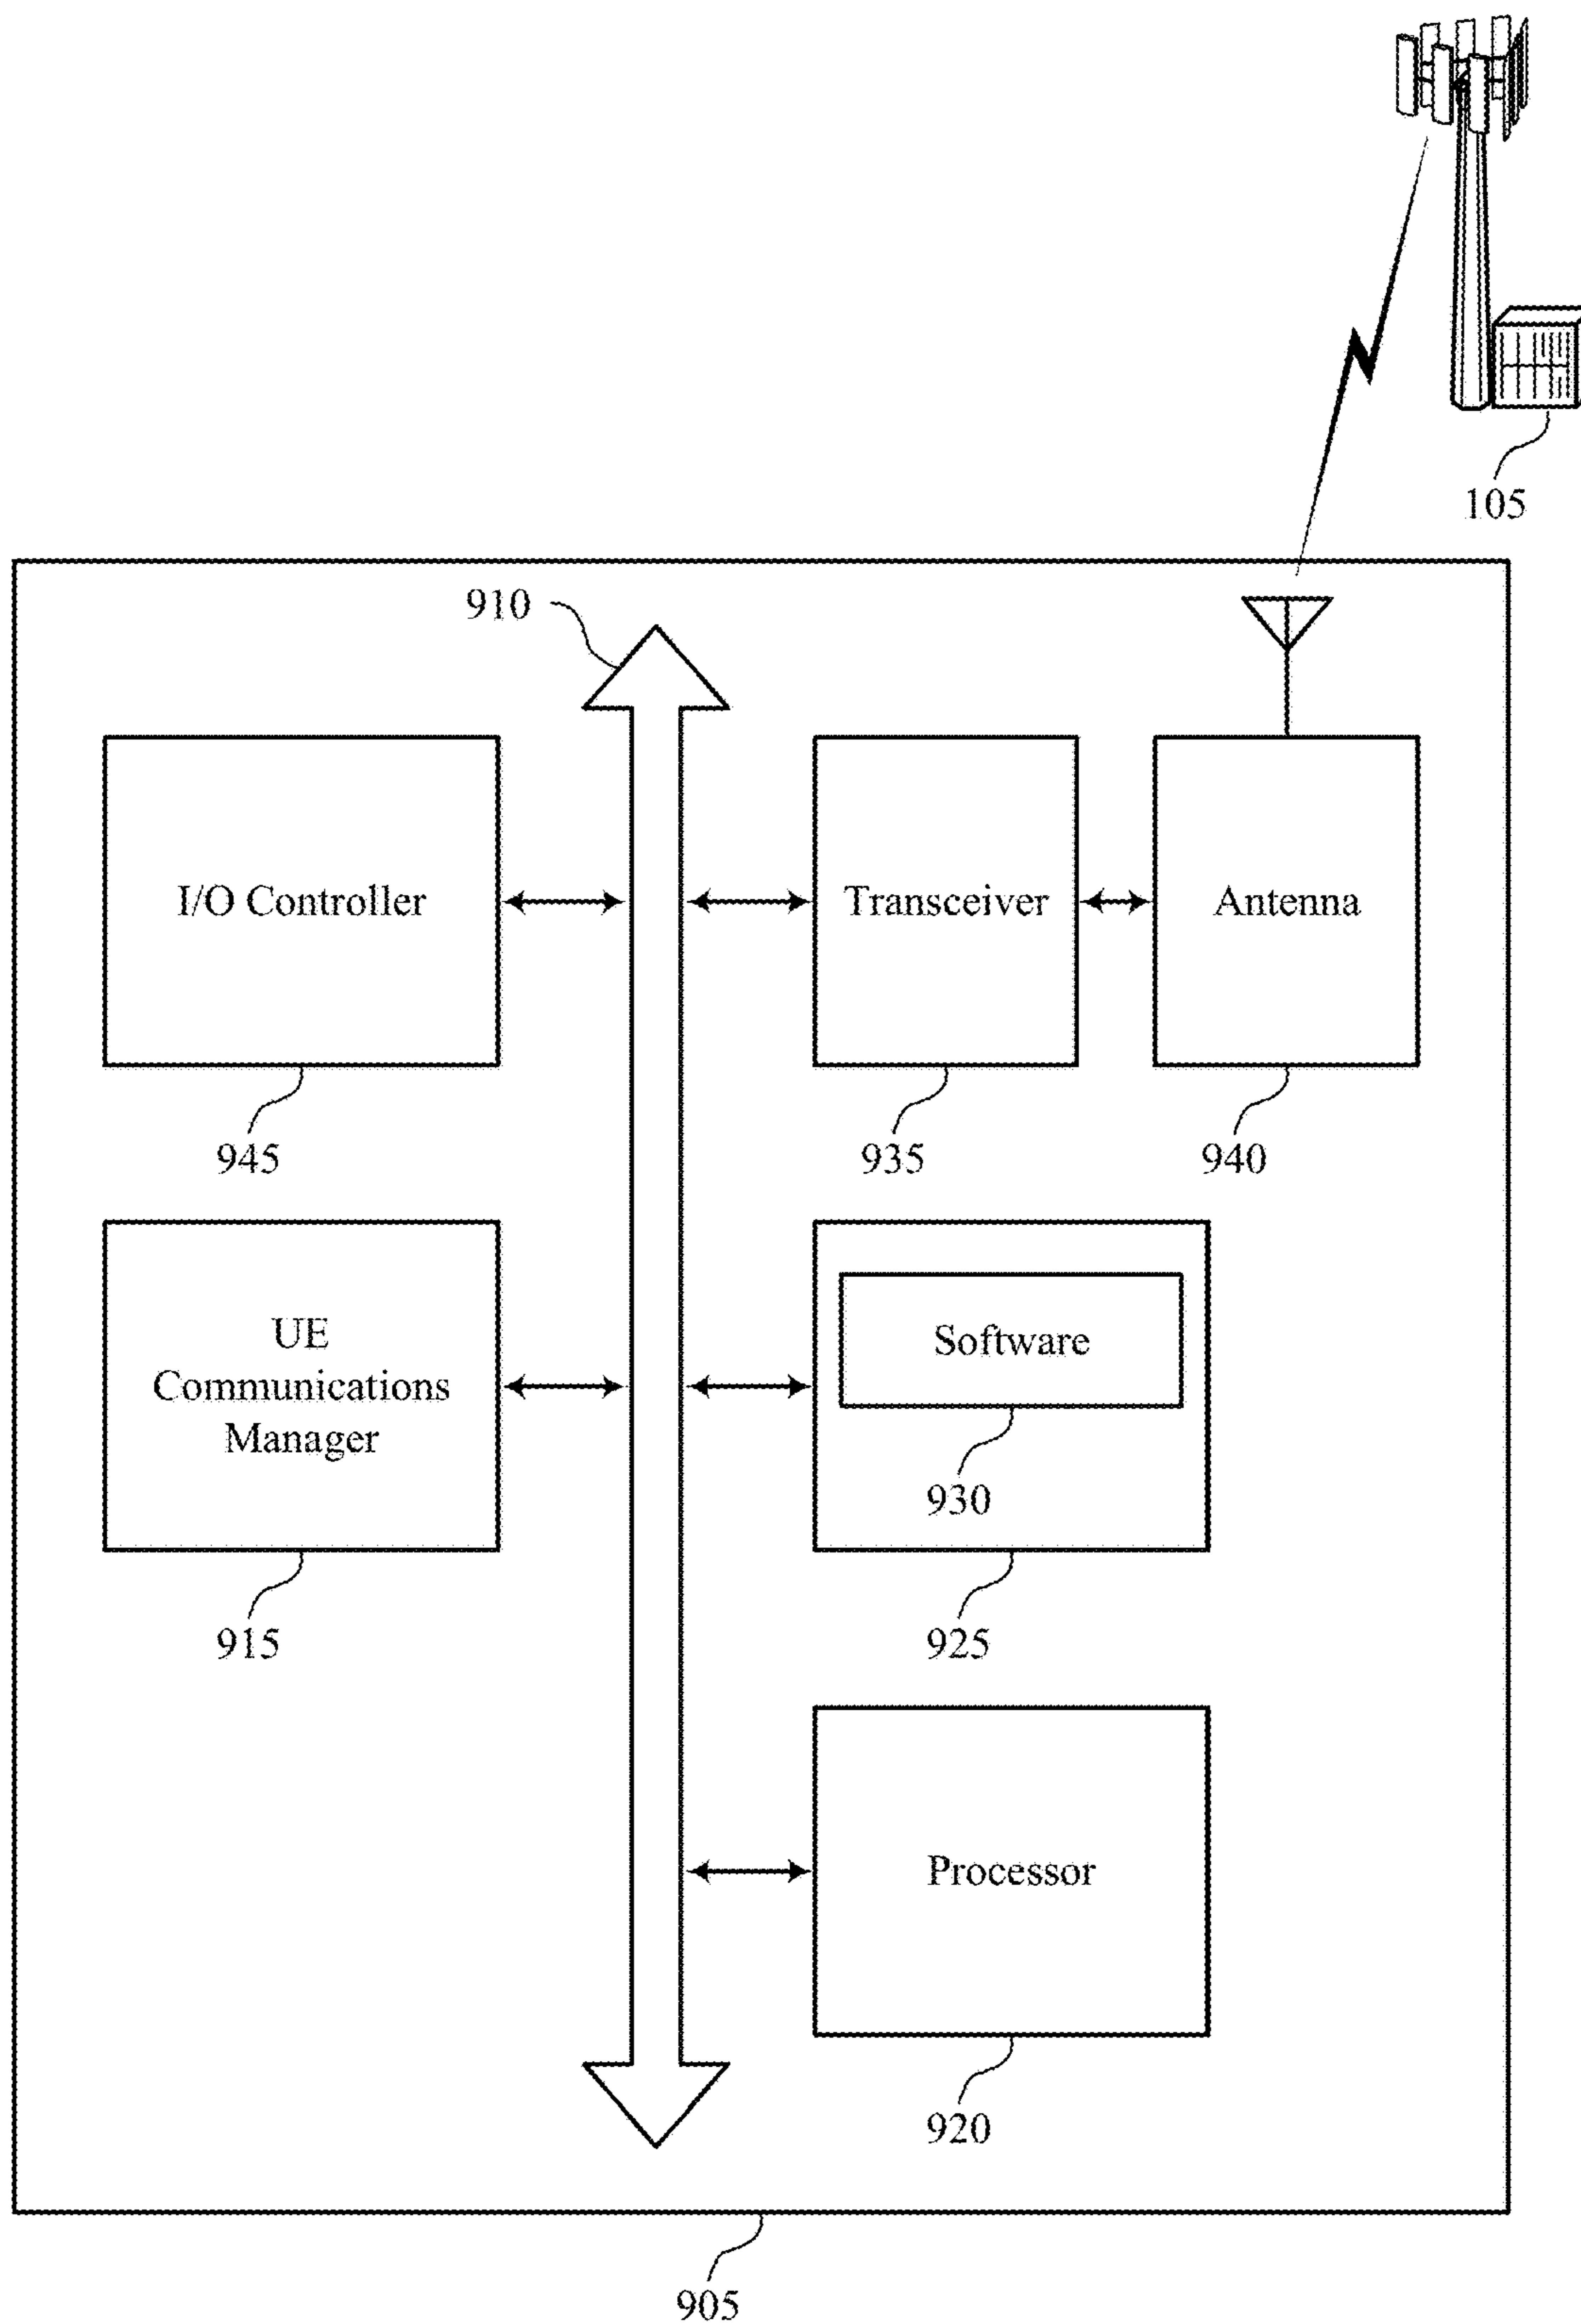 105
910
I/O Controller
Transceiver
Antenna
945
935
940
UE
Communications
Manager
Software
930
915
925
Processor
920
905